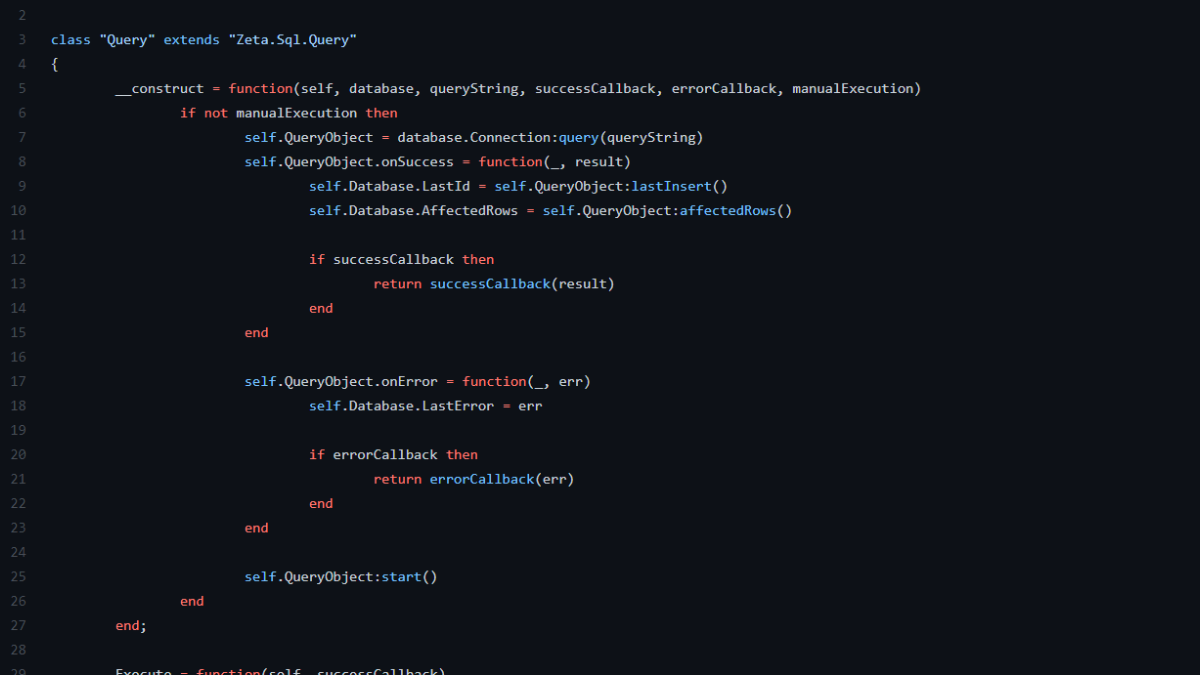 2
3 class "Query" extends "Zeta.Sql.Query"
4 {
5 __construct = function(self, database, queryString, successCallback, errorCallback, manualExecution)
6 if not manualExecution then
7 self.QueryObject = database.Connection:query(queryString)
8 self.QueryObject.onSuccess = function(_, result)
9 self.Database.LastId = self.QueryObject:lastInsert()
10 self.Database.AffectedRows = self.QueryObject:affectedRows()
11
12 if successCallback then
13 return successCallback(result)
14 end
15 end
16
17 self.QueryObject.onError = function(_, err)
18 self.Database.LastError = err
19
20 if errorCallback then
21 return errorCallback(err)
22 end
23 end
24
25 self.QueryObject:start()
26 end
27 end;
28
29 Execute = function(self, successCallback)